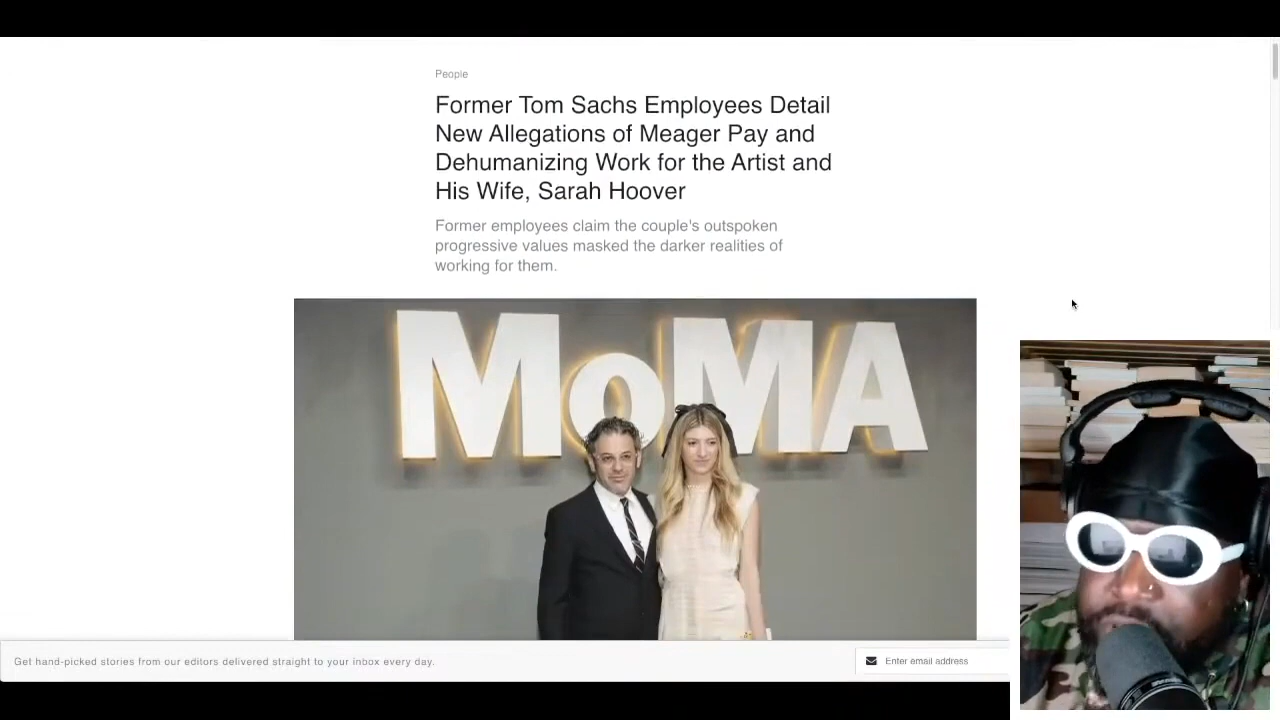 People
Former Tom Sachs Employees Detail
New Allegations of Meager Pay and
Dehumanizing Work for the Artist and
His Wife, Sarah Hoover
Former employees claim the couple's outspoken
progressive values masked the darker realities of
working for them.
MoMA
Get hand-picked stories from our editors delivered straight to your inbox every day.
Enter email address